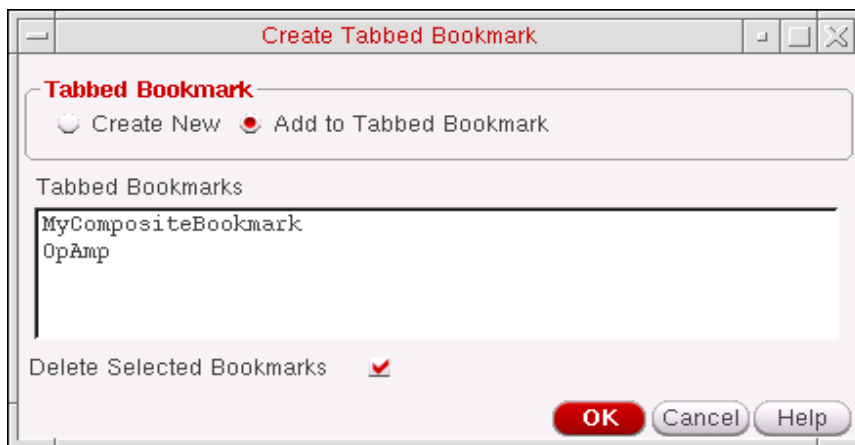 Create Tabbed Bookmark
Tabbed Bookmark
Create New Add to Tabbed Bookmark
Tabbed Bookmarks
MyCompositeBookmark
OpAmp
Delete Selected Bookmarks
OK Cancel Help